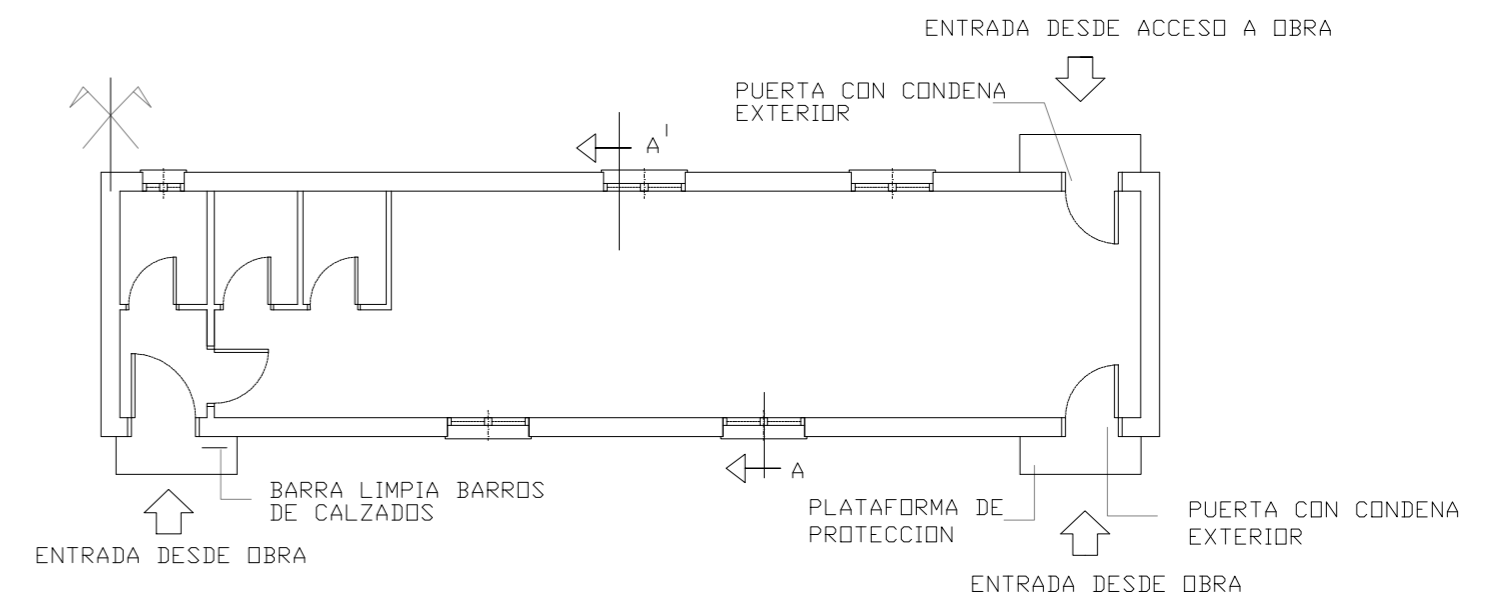 ENTRADA DESDE ACCESO A OBRA
PUERTA CON CONDENA
EXTERIOR
A'
A
BARRA LIMPIA BARROS
DE CALZADOS
PLATAFORMA DE
PROTECCION
PUERTA CON CONDENA
EXTERIOR
ENTRADA DESDE OBRA
ENTRADA DESDE OBRA